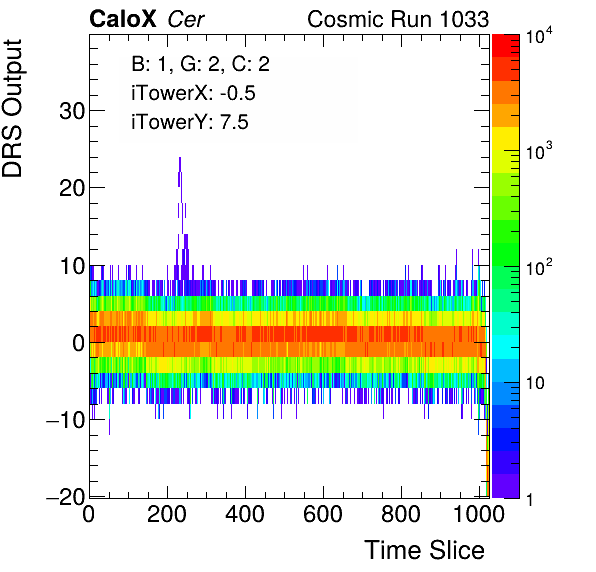 CaloX Cer Cosmic Run 1033
B: 1, G: 2, C: 2
iTowerX: -0.5
iTowerY: 7.5
DRS Output
30
20
10
0
−10
−20
0 200 400 600 800 1000
Time Slice
10^4
10^3
10^2
10
1